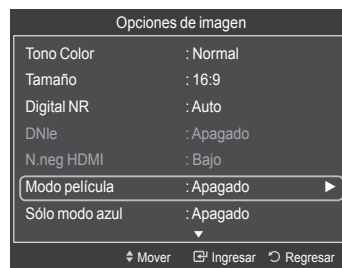 Opciones de imagen
Tono Color : Normal
Tamaño : 16:9
Digital NR : Auto
DNIe : Apagado
N.neg HDMI : Bajo
Modo película : Apagado
Sólo modo azul : Apagado
Mover Ingresar Regresar